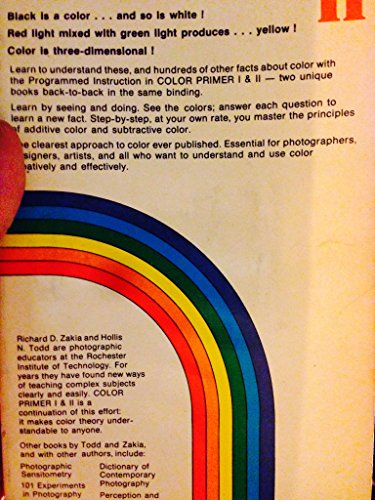 Black is a color . . . and so is white !
Red light mixed with green light produces . . . yellow !
Color is three-dimensional !
Learn to understand these, and hundreds of other facts about color with
the Programmed Instruction in COLOR PRIMER I & II — two unique
books back-to-back in the same binding.
Learn by seeing and doing. See the colors; answer each question to
learn a new fact. Step-by-step, at your own rate, you master the principles
of additive color and subtractive color.
clearest approach to color ever published. Essential for photographers,
artists, and all who want to understand and use color
and effectively.
Richard D. Zakia and Hollis
N. Todd are photographic
educators at the Rochester
Institute of Technology. For
years they have found new ways
of teaching complex subjects
clearly and easily. COLOR
PRIMER I & II is a
continuation of this effort:
it makes color theory under-
standable to anyone.
Other books by Todd and Zakia,
and with other authors, include:
Photographic
Sensitometry
101 Experiments
in Photography
Dictionary of
Contemporary
Photography
Perception and